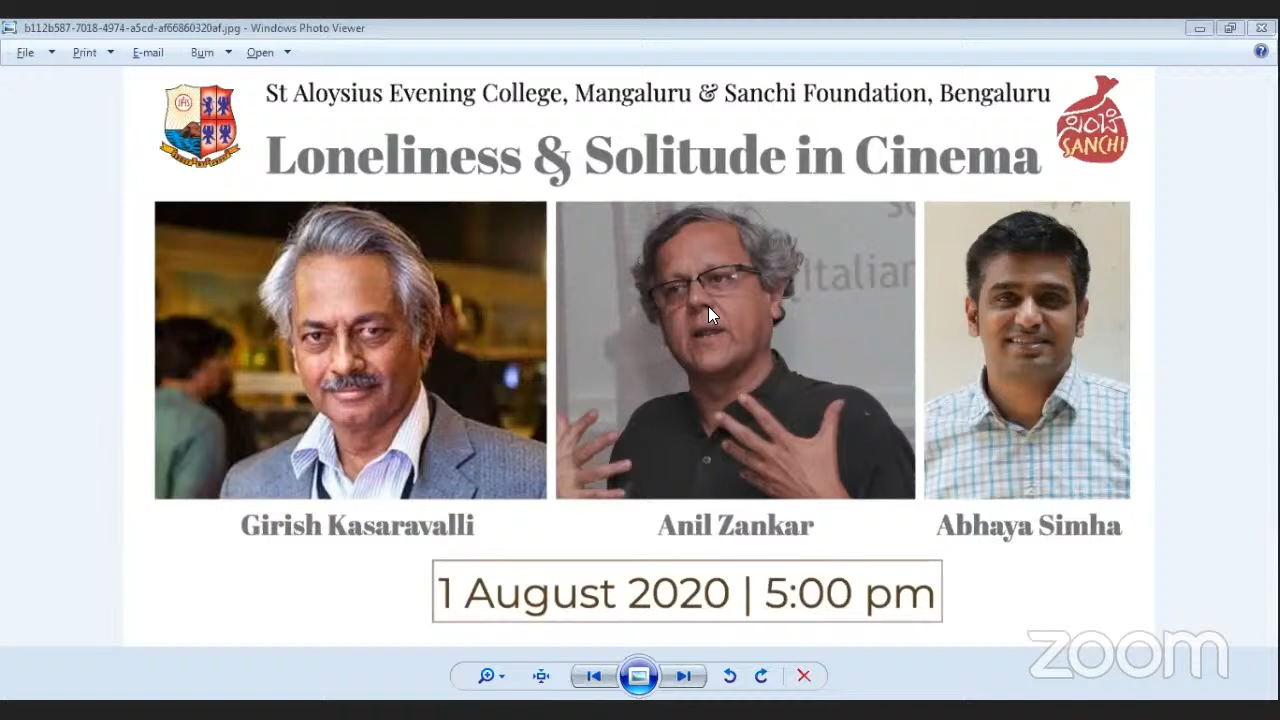 b112b587-7018-4974-a5cd-af66860320af.jpg - Windows Photo Viewer
File Print E-mail Burn Open
St Aloysius Evening College, Mangaluru & Sanchi Foundation, Bengaluru
ಸಂಚಿ
SANCHI
Loneliness & Solitude in Cinema
Italian
Girish Kasaravalli
Anil Zankar
Abhaya Simha
1 August 2020 | 5:00 pm
zoom